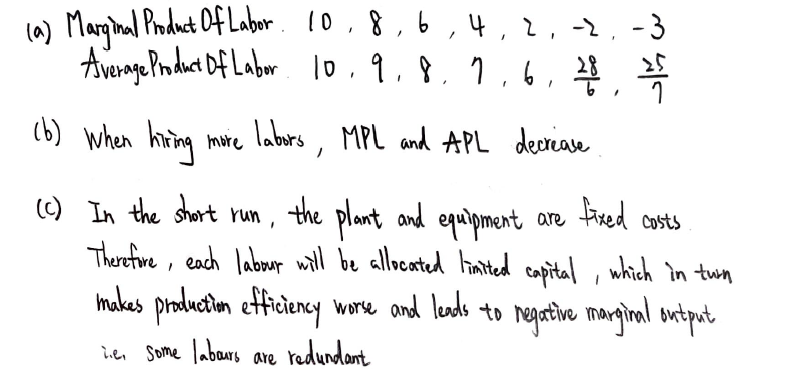 (a) Marginal Product Of Labor. 10, 8, 6, 4, 2, -2, -3
Average Product Of Labor 10, 9, 8, 7, 6, 28/6, 25/7
(b) When hiring more labors, MPL and APL decrease.
(c) In the short run, the plant and equipment are fixed costs.
Therefore, each labour will be allocated limited capital, which in turn
makes production efficiency worse and leads to negative marginal output
i.e. some labours are redundant